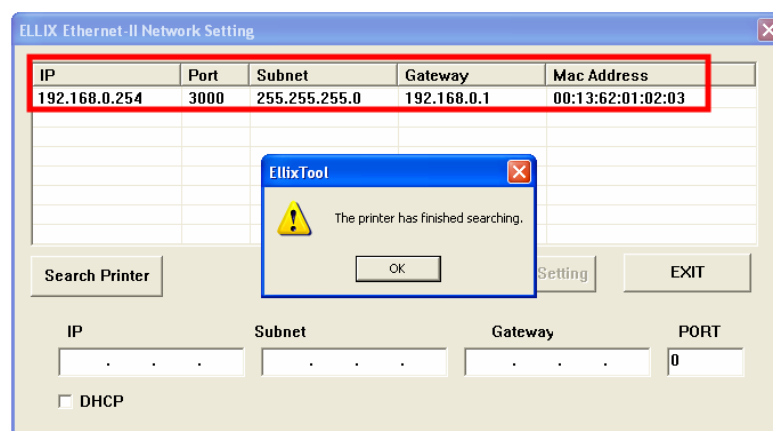 ELLIX Ethernet-II Network Setting
IP Port Subnet Gateway Mac Address
192.168.0.254 3000 255.255.255.0 192.168.0.1 00:13:62:01:02:03
EllixTool
The printer has finished searching.
OK
Search Printer Setting EXIT
IP Subnet Gateway PORT
. . . . . . . . . 0
DHCP